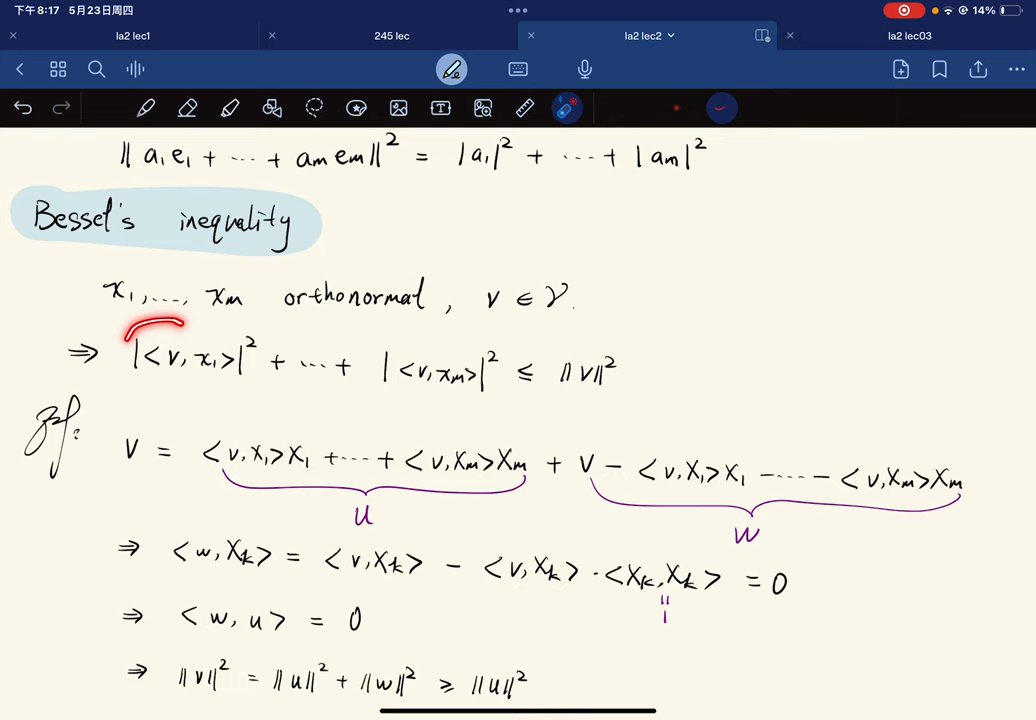 下午8:17 5月23日周四 14%
la2 lec1 245 lec la2 lec2 la2 lec03
‖a₁e₁ + ··· + amem‖² = |a₁|² + ··· + |am|²
Bessel's inequality
x₁, ..., xm orthonormal, v ∈ V.
⇒ |<v, x₁>|² + ··· + |<v, xm>|² ≤ ‖v‖²
Pf:
v = <v, x₁>x₁ + ··· + <v, xm>xm + v − <v, x₁>x₁ − ··· − <v, xm>xm
u w
⇒ <w, xk> = <v, xk> − <v, xk> · <xk, xk> = 0
‖
1
⇒ <w, u> = 0
⇒ ‖v‖² = ‖u‖² + ‖w‖² ≥ ‖u‖²